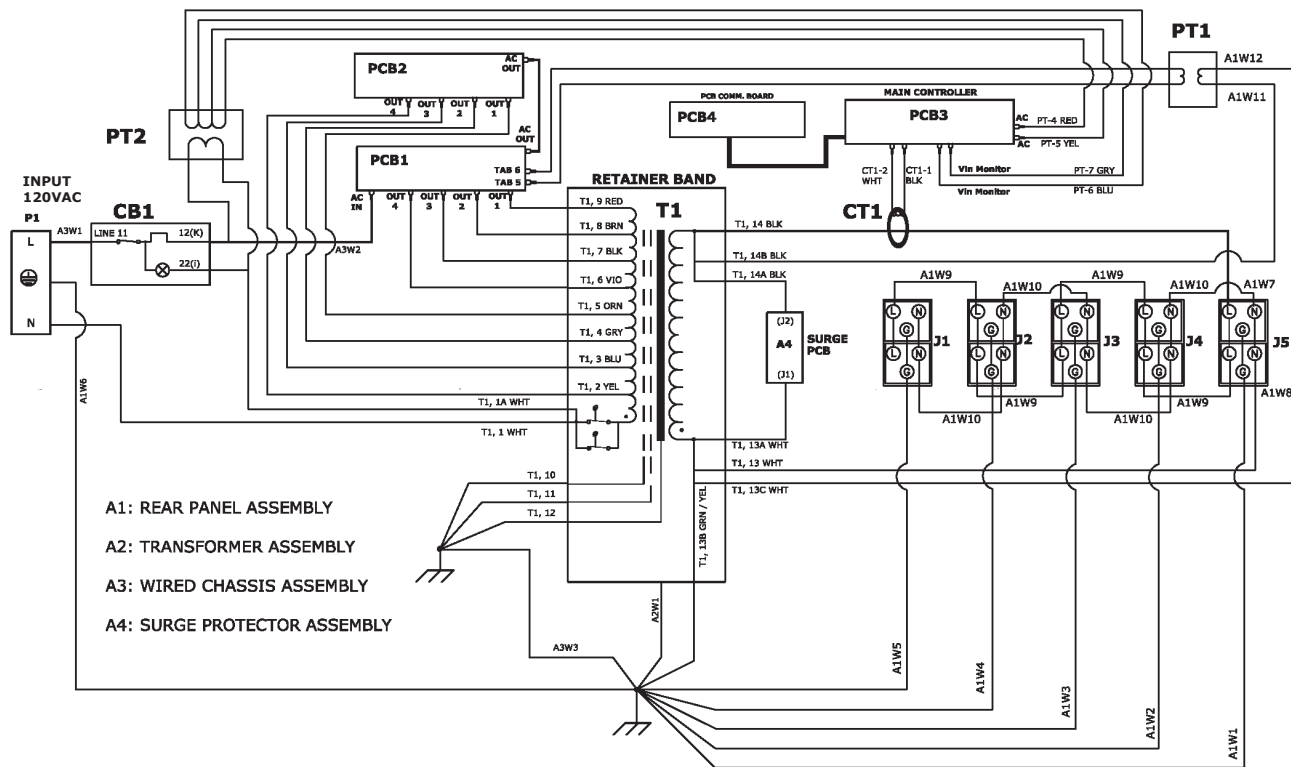 PT1
A1W12
A1W11
PCB2
AC
OUT
OUT
4
OUT
3
OUT
2
OUT
1
PT2
AC
OUT
PCB1
TAB 6
TAB 5
AC
IN
OUT
4
OUT
3
OUT
2
OUT
1
PCB COMM. BOARD
PCB4
MAIN CONTROLLER
PCB3
AC
AC
PT-4 RED
PT-5 YEL
CT1-2
WHT
CT1-1
BLK
Vin Monitor
Vin Monitor
PT-7 GRY
PT-6 BLU
CT1
INPUT
120VAC
P1
L
N
CB1
A3W1
LINE 11
12(K)
22(i)
A3W2
A1W6
RETAINER BAND
T1
T1, 9 RED
T1, 8 BRN
T1, 7 BLK
T1, 6 VIO
T1, 5 ORN
T1, 4 GRY
T1, 3 BLU
T1, 2 YEL
T1, 1A WHT
T1, 1 WHT
T1, 10
T1, 11
T1, 12
T1, 14 BLK
T1, 14B BLK
T1, 14A BLK
(J2)
A4
(J1)
SURGE
PCB
T1, 13A WHT
T1, 13 WHT
T1, 13C WHT
T1, 13B GRN / YEL
A1W9
A1W10
A1W9
A1W10
A1W7
L N
G
L N
G
J1
L N
G
L N
G
J2
L N
G
L N
G
J3
L N
G
L N
G
J4
L N
G
L N
G
J5
A1W10
A1W9
A1W10
A1W9
A1W8
A1: REAR PANEL ASSEMBLY
A2: TRANSFORMER ASSEMBLY
A3: WIRED CHASSIS ASSEMBLY
A4: SURGE PROTECTOR ASSEMBLY
A2W1
A3W3
A1W5
A1W4
A1W3
A1W2
A1W1